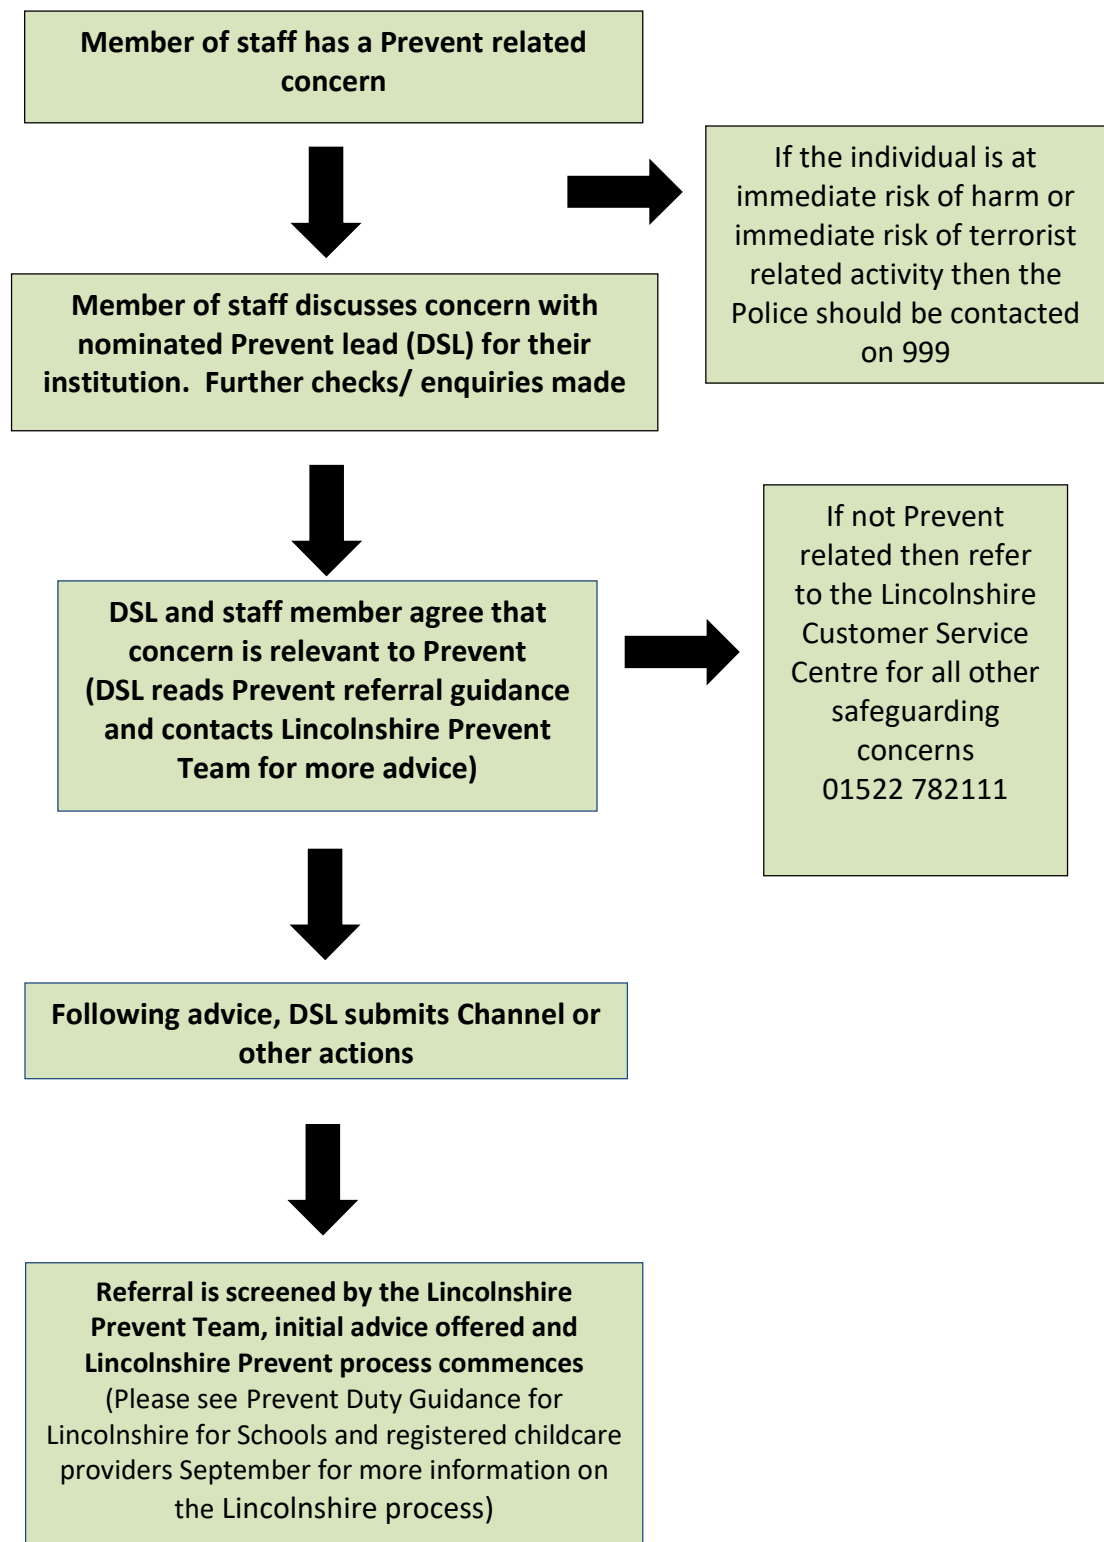 Member of staff has a Prevent related
concern
If the individual is at
immediate risk of harm or
immediate risk of terrorist
related activity then the
Police should be contacted
on 999
Member of staff discusses concern with
nominated Prevent lead (DSL) for their
institution.  Further checks/ enquiries made
DSL and staff member agree that
concern is relevant to Prevent
(DSL reads Prevent referral guidance
and contacts Lincolnshire Prevent
Team for more advice)
If not Prevent
related then refer
to the Lincolnshire
Customer Service
Centre for all other
safeguarding
concerns
01522 782111
Following advice, DSL submits Channel or
other actions
Referral is screened by the Lincolnshire
Prevent Team, initial advice offered and
Lincolnshire Prevent process commences
(Please see Prevent Duty Guidance for
Lincolnshire for Schools and registered childcare
providers September for more information on
the Lincolnshire process)